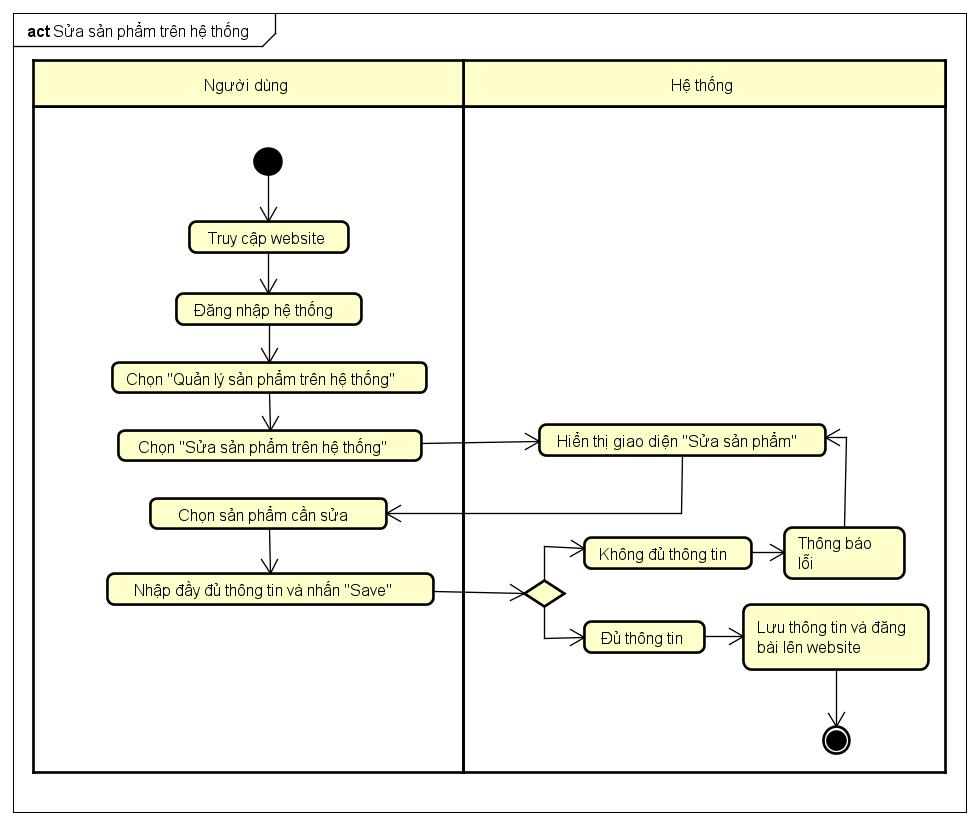 act Sửa sản phẩm trên hệ thống
Người dùng
Hệ thống
Truy cập website
Đăng nhập hệ thống
Chọn "Quản lý sản phẩm trên hệ thống"
Chọn "Sửa sản phẩm trên hệ thống"
Hiển thị giao diện "Sửa sản phẩm"
Chọn sản phẩm cần sửa
Nhập đầy đủ thông tin và nhấn "Save"
Không đủ thông tin
Thông báo
lỗi
Đủ thông tin
Lưu thông tin và đăng
bài lên website